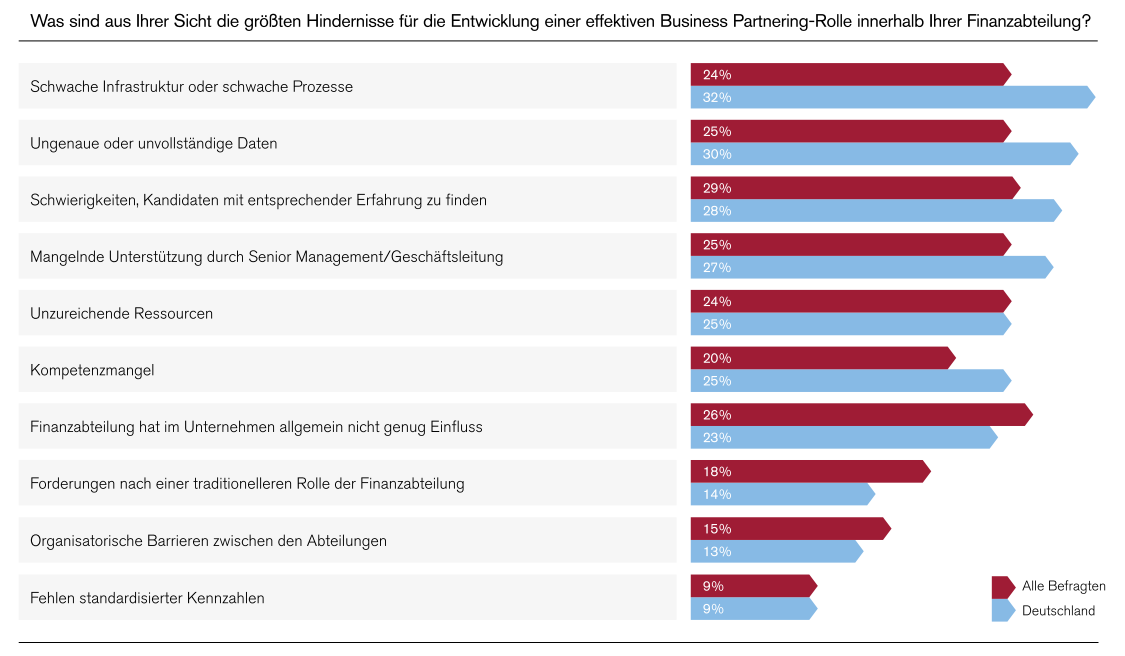 Was sind aus Ihrer Sicht die größten Hindernisse für die Entwicklung einer effektiven Business Partnering-Rolle innerhalb Ihrer Finanzabteilung?
Schwache Infrastruktur oder schwache Prozesse
24%
32%
Ungenaue oder unvollständige Daten
25%
30%
Schwierigkeiten, Kandidaten mit entsprechender Erfahrung zu finden
29%
28%
Mangelnde Unterstützung durch Senior Management/Geschäftsleitung
25%
27%
Unzureichende Ressourcen
24%
25%
Kompetenzmangel
20%
25%
Finanzabteilung hat im Unternehmen allgemein nicht genug Einfluss
26%
23%
Forderungen nach einer traditionelleren Rolle der Finanzabteilung
18%
14%
Organisatorische Barrieren zwischen den Abteilungen
15%
13%
Fehlen standardisierter Kennzahlen
9%
9%
Alle Befragten
Deutschland